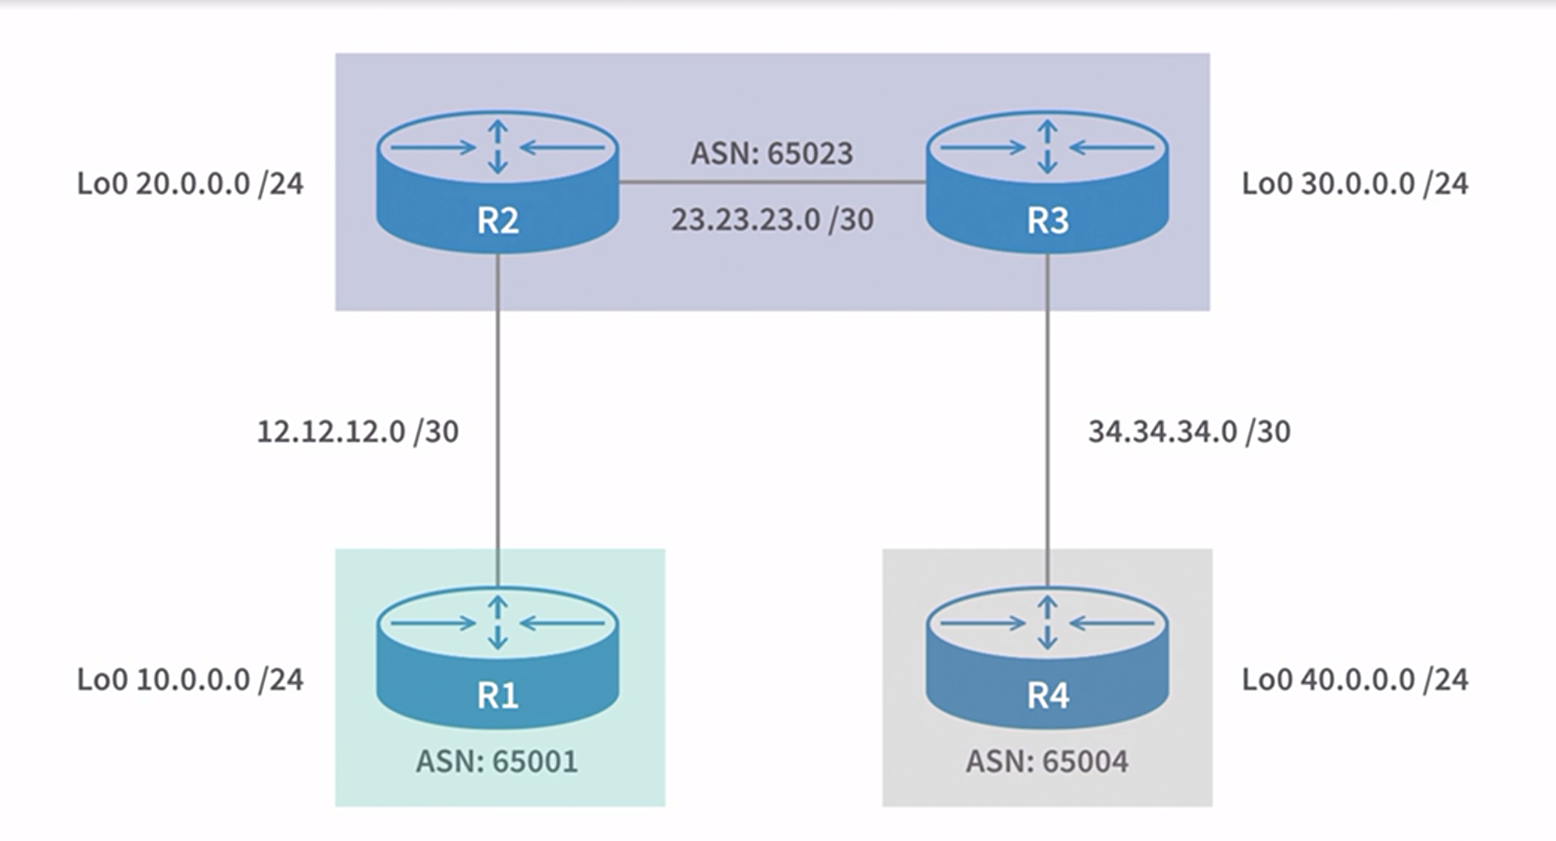 ASN: 65023
Lo0 20.0.0.0 /24
R2
23.23.23.0 /30
R3
Lo0 30.0.0.0 /24
12.12.12.0 /30
34.34.34.0 /30
Lo0 10.0.0.0 /24
R1
ASN: 65001
R4
ASN: 65004
Lo0 40.0.0.0 /24